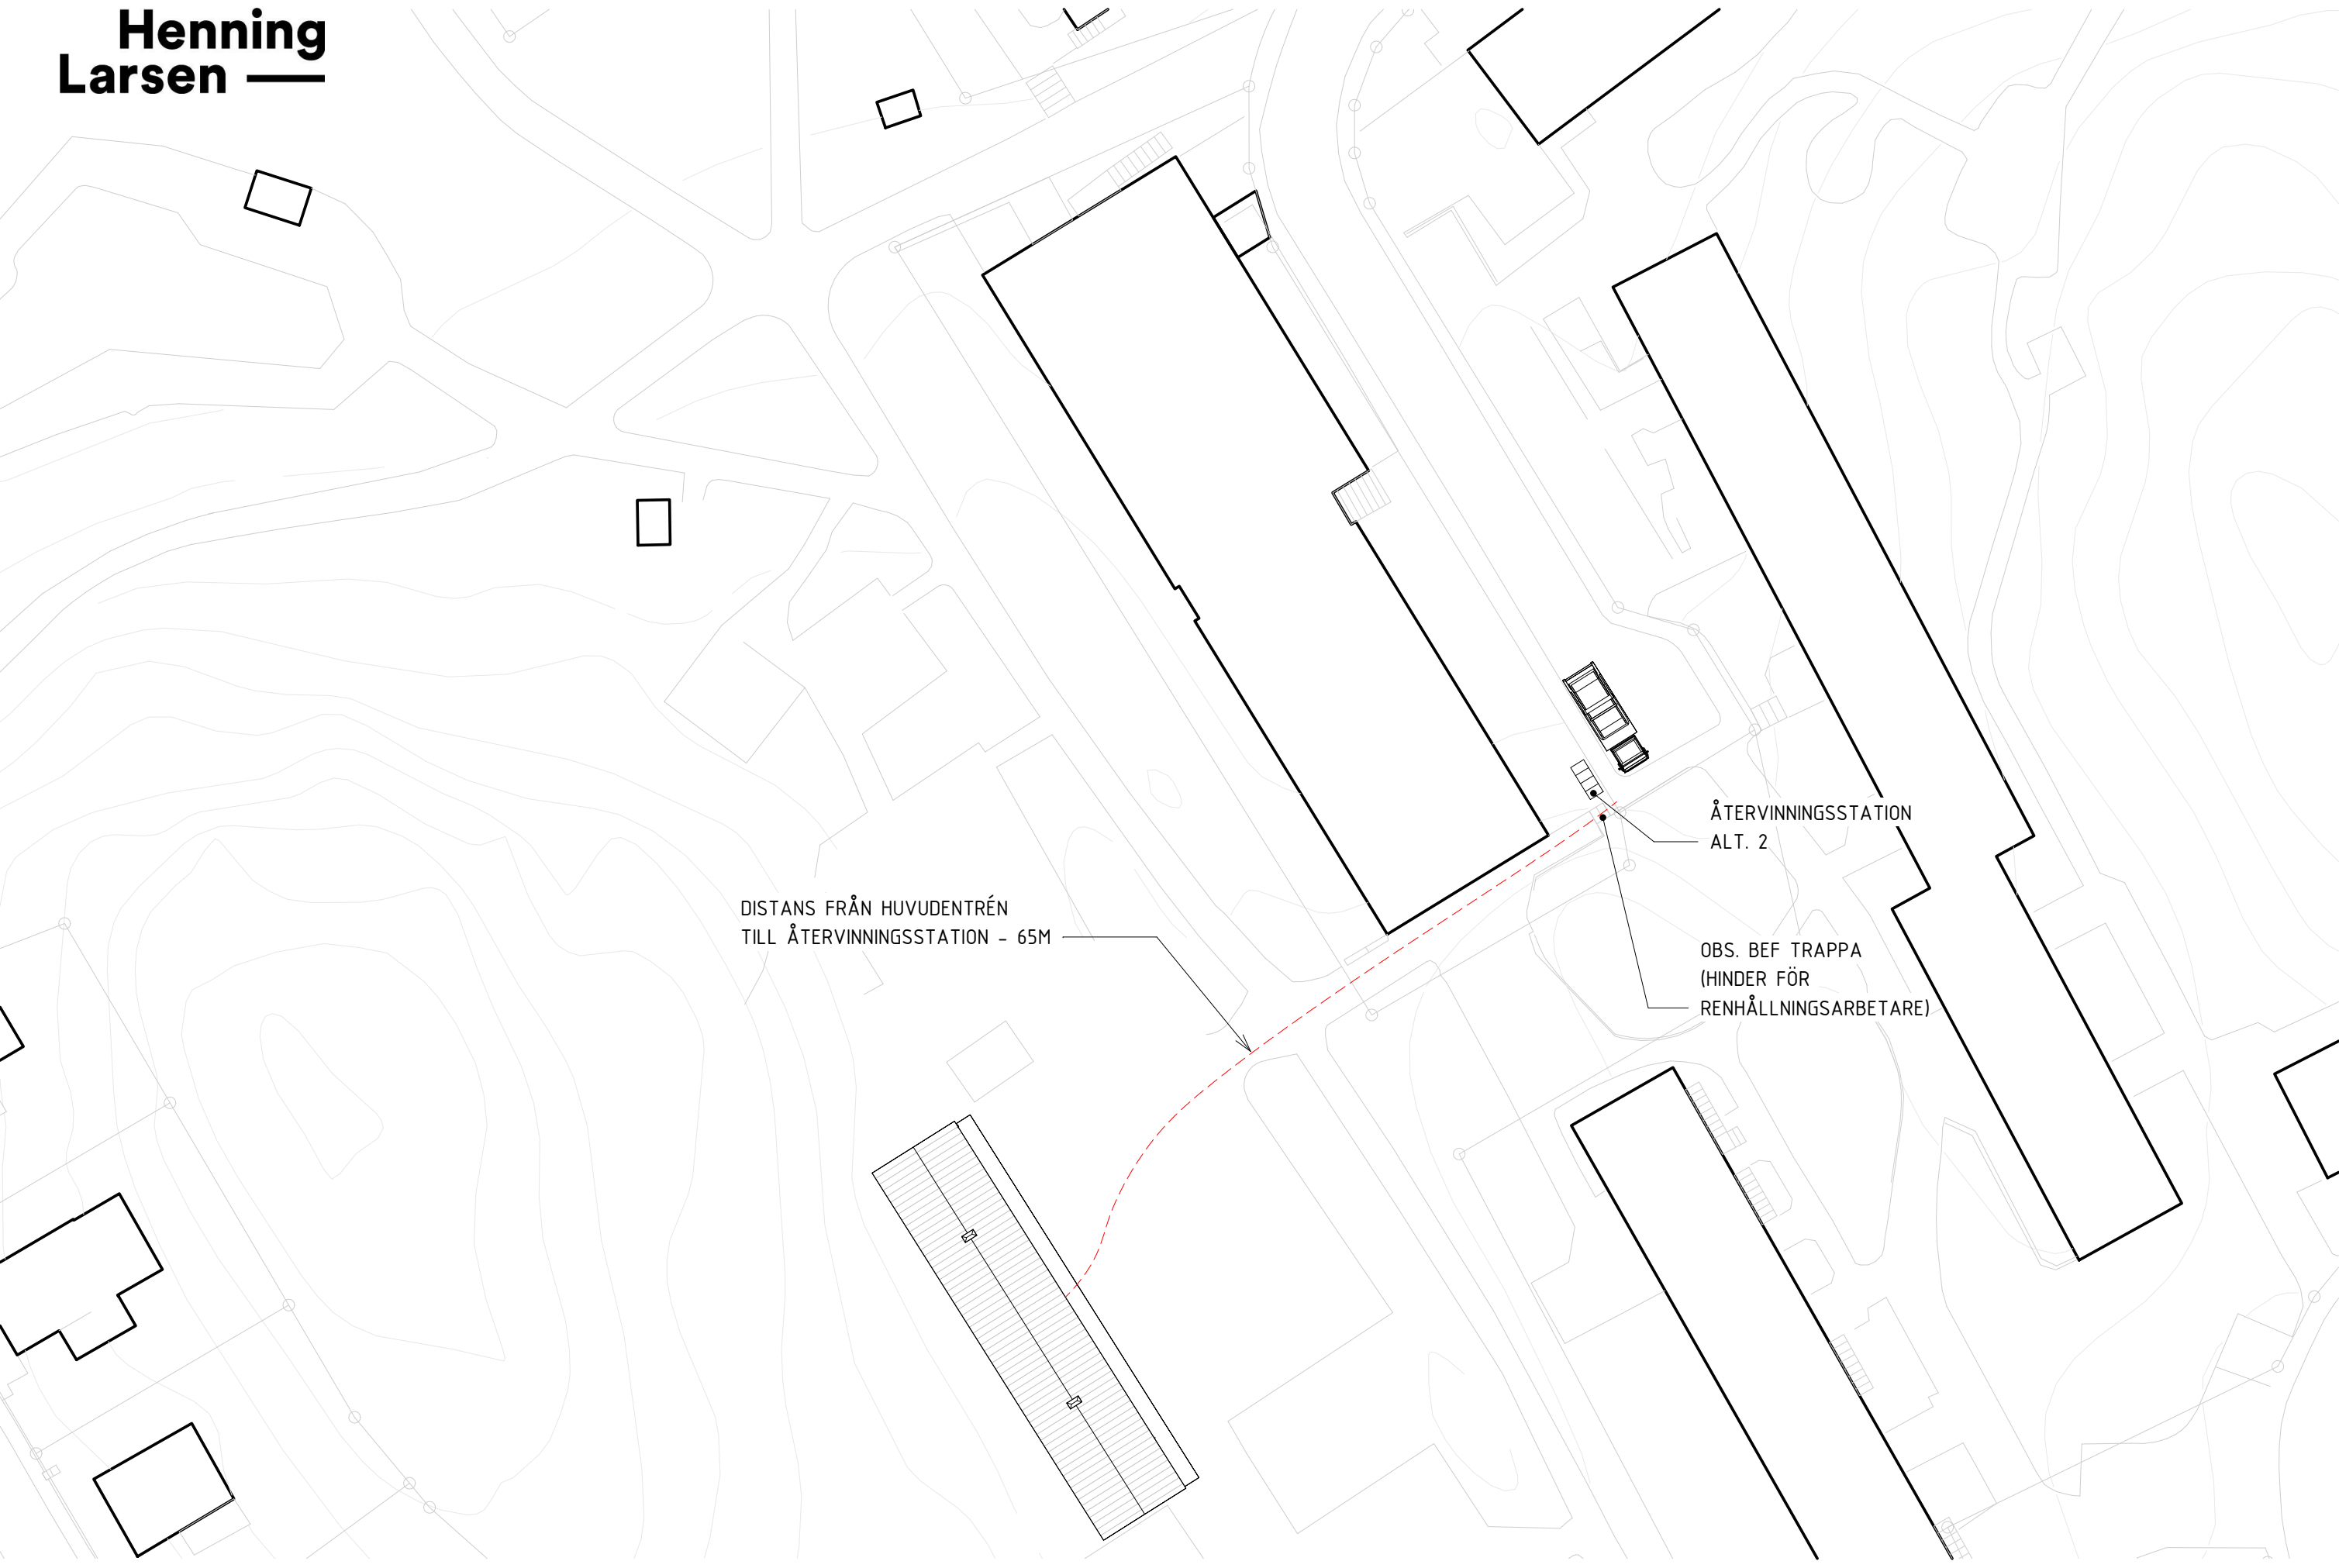 Henning
Larsen
ÅTERVINNINGSSTATION
ALT. 2
DISTANS FRÅN HUVUDENTRÉN
TILL ÅTERVINNINGSSTATION - 65M
OBS. BEF TRAPPA
(HINDER FÖR
RENHÅLLNINGSARBETARE)